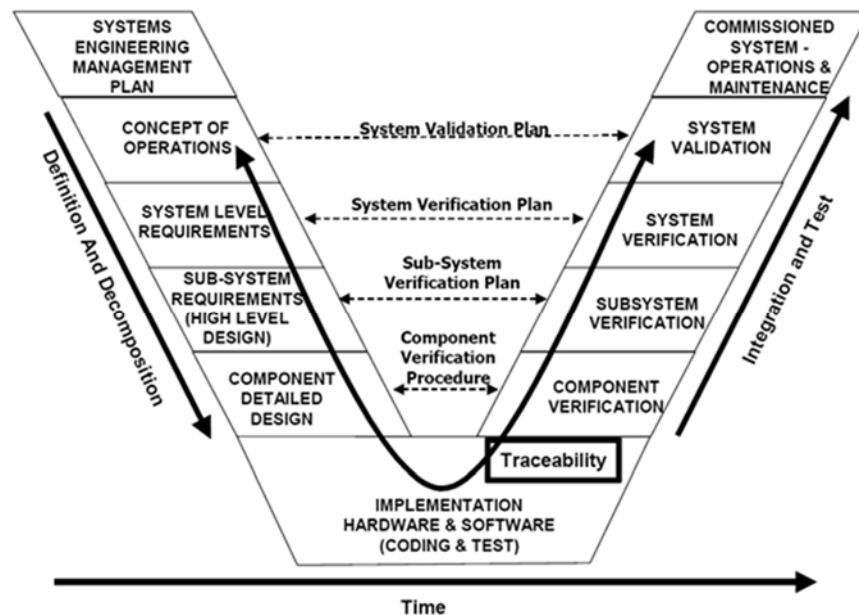 SYSTEMS
ENGINEERING
MANAGEMENT
PLAN
COMMISSIONED
SYSTEM -
OPERATIONS &
MAINTENANCE
CONCEPT OF
OPERATIONS
System Validation Plan
SYSTEM
VALIDATION
Definition And Decomposition
SYSTEM LEVEL
REQUIREMENTS
System Verification Plan
SYSTEM
VERIFICATION
Integration and Test
SUB-SYSTEM
REQUIREMENTS
(HIGH LEVEL
DESIGN)
Sub-System
Verification Plan
SUBSYSTEM
VERIFICATION
COMPONENT
DETAILED
DESIGN
Component
Verification
Procedure
COMPONENT
VERIFICATION
Traceability
IMPLEMENTATION
HARDWARE & SOFTWARE
(CODING & TEST)
Time